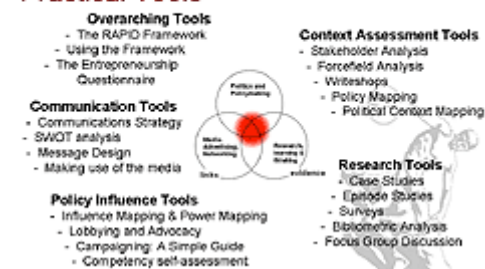 Practical Tools
Overarching Tools
- The RAPID Framework
- Using the Framework
- The Entrepreneurship
Questionnaire
Context Assessment Tools
- Stakeholder Analysis
- Forcefield Analysis
- Writeshops
- Policy Mapping
- Political Context Mapping
Communication Tools
- Communications Strategy
- SWOT analysis
- Message Design
- Making use of the media
Politics and
Policymaking
Media,
Advertising,
Networking
Research,
learning &
thinking
links
evidence
Research Tools
- Case Studies
- Episode Studies
- Surveys
- Bibliometric Analysis
- Focus Group Discussion
Policy Influence Tools
- Influence Mapping & Power Mapping
- Lobbying and Advocacy
- Campaigning: A Simple Guide
- Competency self-assessment